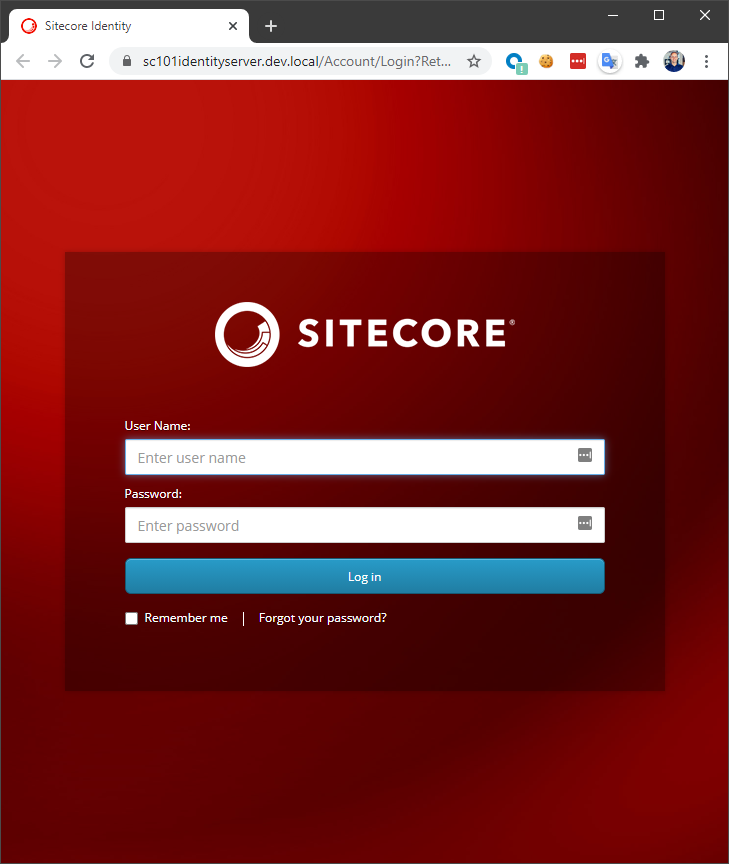 Sitecore Identity
sc101identityserver.dev.local/Account/Login?Ret...
SITECORE®
User Name:
Enter user name
Password:
Enter password
Log in
Remember me | Forgot your password?